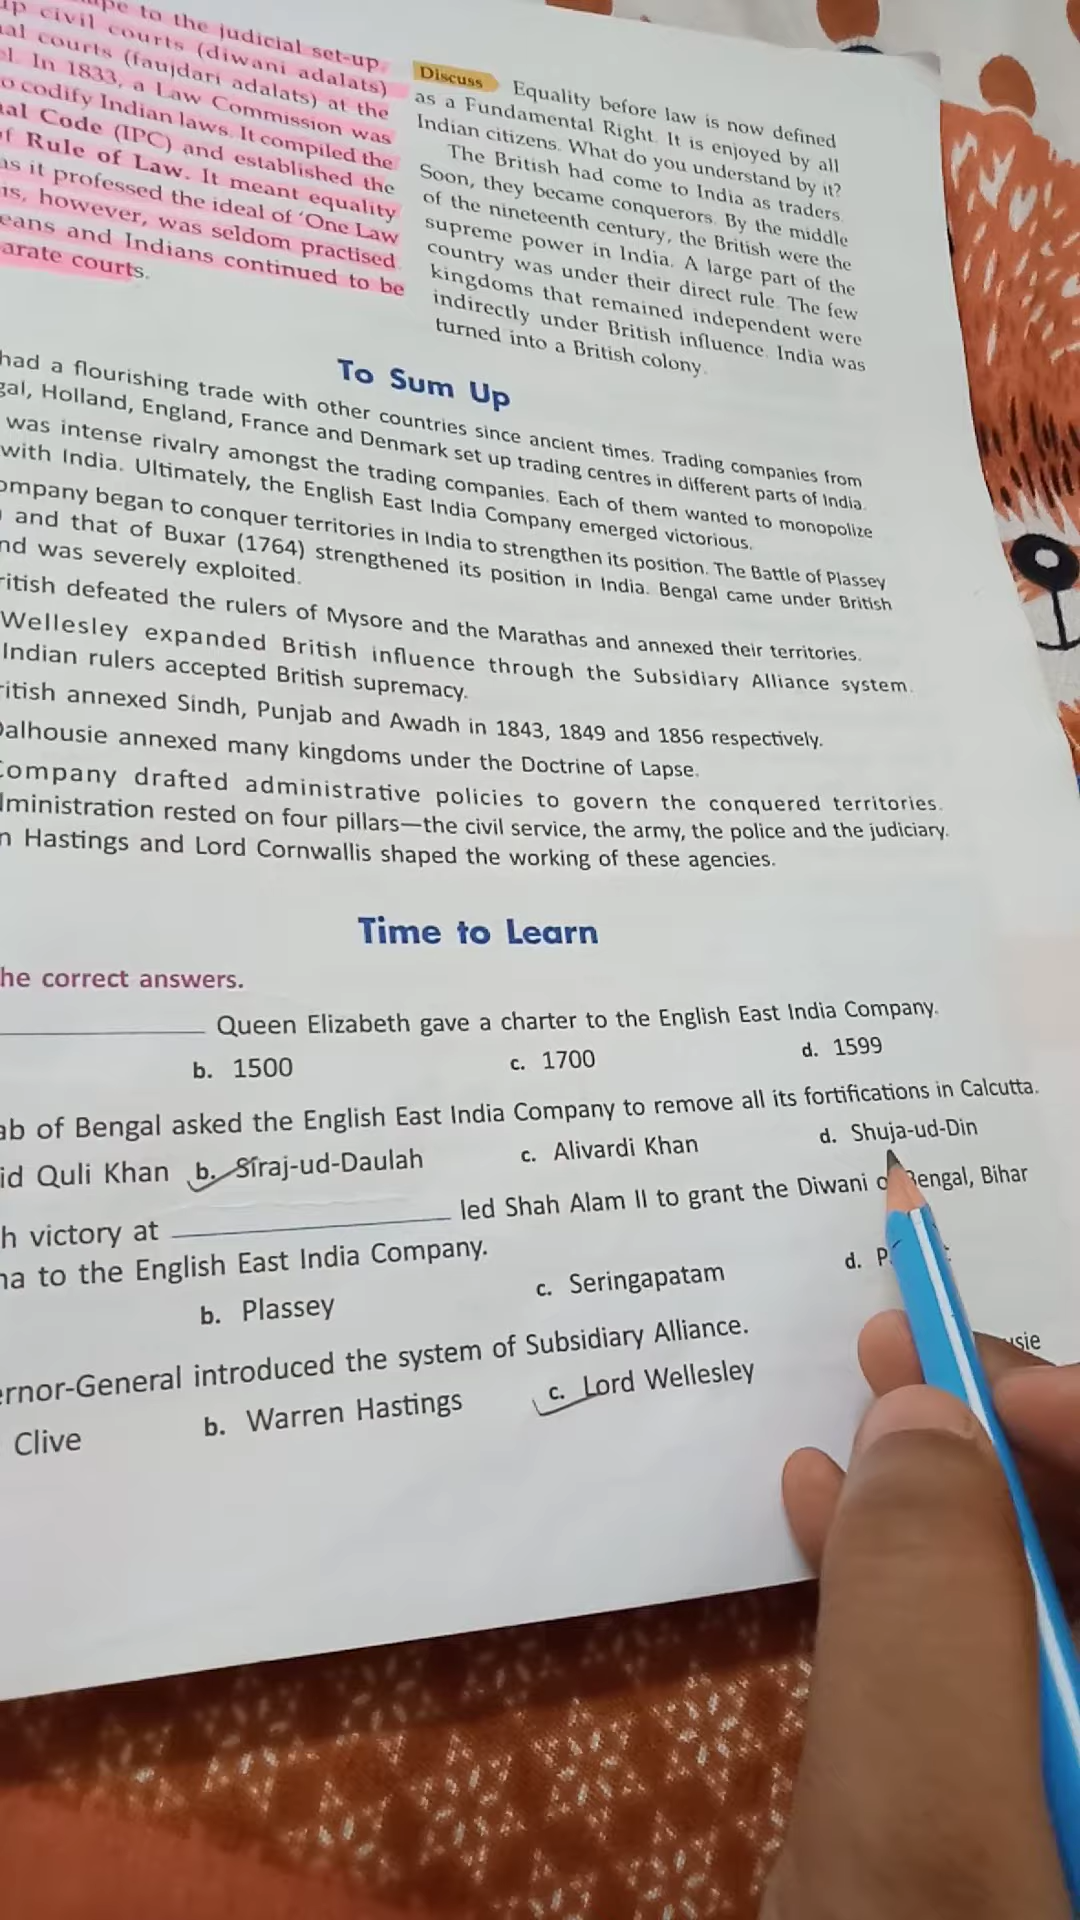 to the judicial set-up.
up civil courts (diwani adalats)
courts (faujdari adalats) at the
In 1833, a Law Commission was
codify Indian laws. It compiled the
Code (IPC) and established the
of Rule of Law. It meant equality
as it professed the ideal of ‘One Law
however, was seldom practised.
and Indians continued to be
courts.
Discuss Equality before law is now defined
as a Fundamental Right. It is enjoyed by all
Indian citizens. What do you understand by it?
The British had come to India as traders.
Soon, they became conquerors. By the middle
of the nineteenth century, the British were the
supreme power in India. A large part of the
country was under their direct rule. The few
kingdoms that remained independent were
indirectly under British influence. India was
turned into a British colony.
To Sum Up
had a flourishing trade with other countries since ancient times. Trading companies from
Holland, England, France and Denmark set up trading centres in different parts of India.
was intense rivalry amongst the trading companies. Each of them wanted to monopolize
with India. Ultimately, the English East India Company emerged victorious.
ompany began to conquer territories in India to strengthen its position. The Battle of Plassey
and that of Buxar (1764) strengthened its position in India. Bengal came under British
nd was severely exploited.
ritish defeated the rulers of Mysore and the Marathas and annexed their territories.
Wellesley expanded British influence through the Subsidiary Alliance system.
Indian rulers accepted British supremacy.
ritish annexed Sindh, Punjab and Awadh in 1843, 1849 and 1856 respectively.
Dalhousie annexed many kingdoms under the Doctrine of Lapse.
Company drafted administrative policies to govern the conquered territories.
ministration rested on four pillars—the civil service, the army, the police and the judiciary.
n Hastings and Lord Cornwallis shaped the working of these agencies.
Time to Learn
he correct answers.
Queen Elizabeth gave a charter to the English East India Company.
b. 1500 c. 1700 d. 1599
ab of Bengal asked the English East India Company to remove all its fortifications in Calcutta.
id Quli Khan b. Siraj-ud-Daulah c. Alivardi Khan d. Shuja-ud-Din
h victory at ____ led Shah Alam II to grant the Diwani Bengal, Bihar
na to the English East India Company.
b. Plassey c. Seringapatam d. P
ernor-General introduced the system of Subsidiary Alliance.
Clive b. Warren Hastings c. Lord Wellesley usie